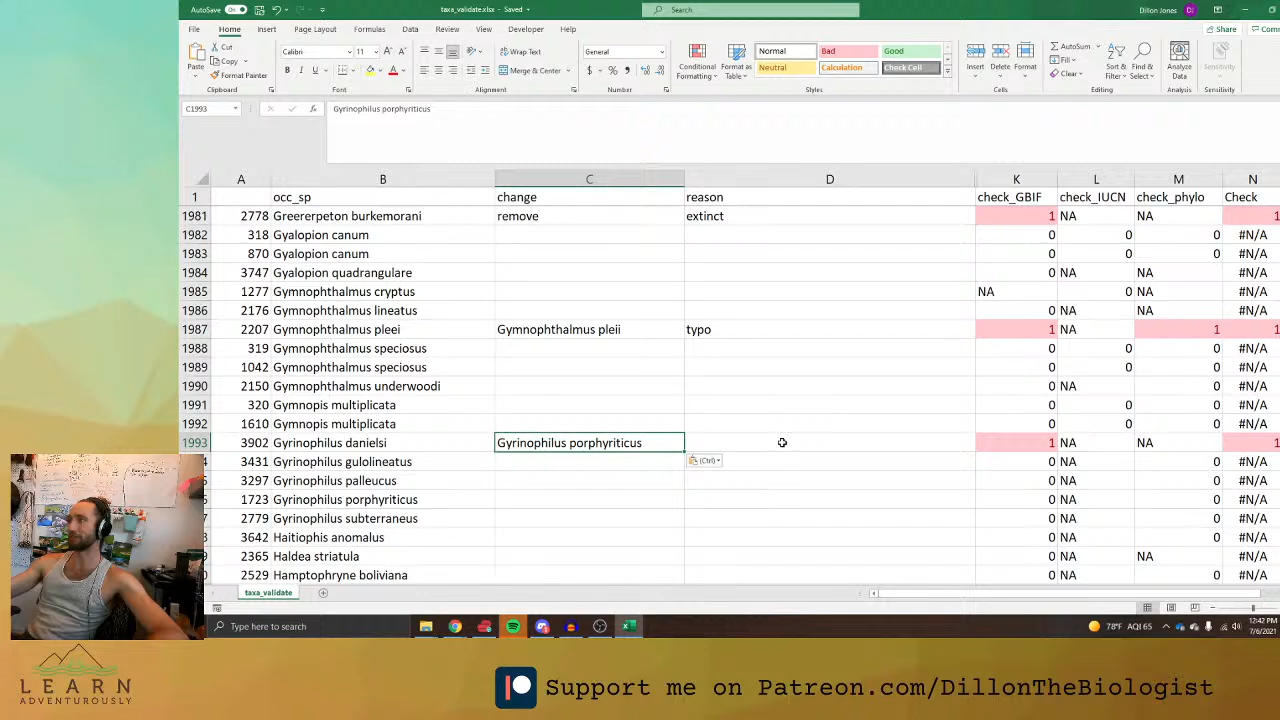 AutoSave On taxa_validate.xlsx - Saved Search Dillon Jones DJ
File Home Insert Page Layout Formulas Data Review View Developer Help Share Comm
Paste Cut Copy Format Painter Clipboard
Calibri 11 Font
Wrap Text Merge & Center Alignment
General Number
Conditional Formatting Format as Table
Normal Bad Good
Neutral Calculation Check Cell
Styles
Insert Delete Format Cells
AutoSum Fill Clear Sort & Filter Find & Select Editing
Analyze Data Analysis
Sensitivity Sensitivity
C1993 Gyrinophilus porphyriticus
A B C D K L M N
1 occ_sp change reason check_GBIF check_IUCN check_phylo Check
1981 2778 Greererpeton burkemorani remove extinct 1 NA NA 1
1982 318 Gyalopion canum 0 0 0 #N/A
1983 870 Gyalopion canum 0 0 0 #N/A
1984 3747 Gyalopion quadrangulare 0 NA NA #N/A
1985 1277 Gymnophthalmus cryptus NA 0 NA #N/A
1986 2176 Gymnophthalmus lineatus 0 NA NA #N/A
1987 2207 Gymnophthalmus pleei Gymnophthalmus pleii typo 1 NA 1 1
1988 319 Gymnophthalmus speciosus 0 0 0 #N/A
1989 1042 Gymnophthalmus speciosus 0 0 0 #N/A
1990 2150 Gymnophthalmus underwoodi 0 NA 0 #N/A
1991 320 Gymnopis multiplicata 0 0 0 #N/A
1992 1610 Gymnopis multiplicata 0 0 0 #N/A
1993 3902 Gyrinophilus danielsi Gyrinophilus porphyriticus 1 NA NA 1
3431 Gyrinophilus gulolineatus (Ctrl) 0 NA 0 #N/A
3297 Gyrinophilus palleucus 0 NA 0 #N/A
1723 Gyrinophilus porphyriticus 0 NA 0 #N/A
2779 Gyrinophilus subterraneus 0 NA 0 #N/A
3642 Haitiophis anomalus 0 NA 0 #N/A
2365 Haldea striatula 0 NA NA #N/A
2529 Hamptophryne boliviana 0 NA 0 #N/A
taxa_validate
Type here to search
78°F AQI 65
12:42 PM
7/6/2021
LEARN
ADVENTUROUSLY
Support me on Patreon.com/DillonTheBiologist